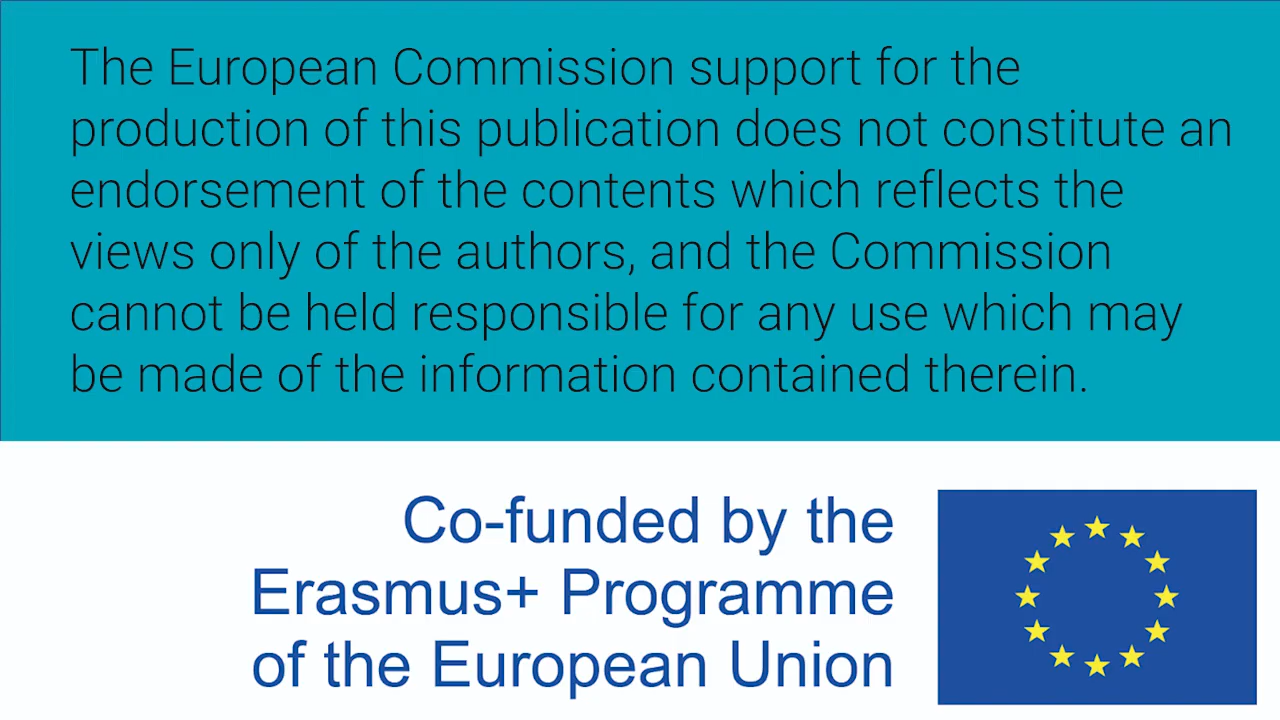 The European Commission support for the
production of this publication does not constitute an
endorsement of the contents which reflects the
views only of the authors, and the Commission
cannot be held responsible for any use which may
be made of the information contained therein.
Co-funded by the
Erasmus+ Programme
of the European Union